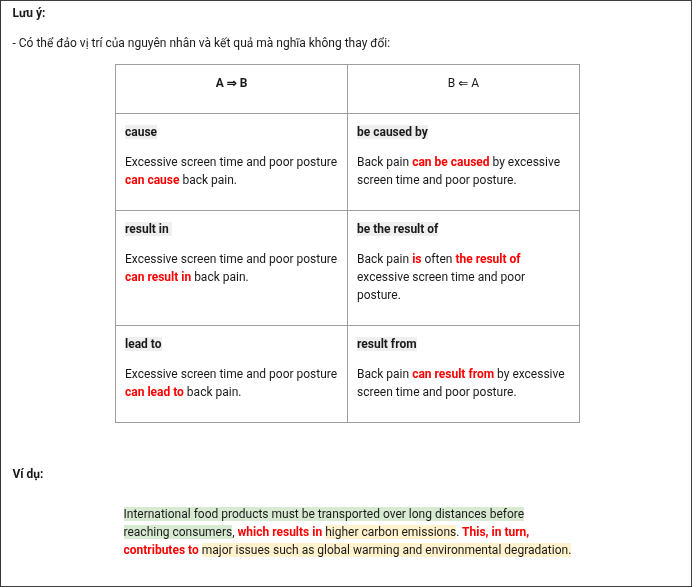 Lưu ý:
- Có thể đảo vị trí của nguyên nhân và kết quả mà nghĩa không thay đổi:
A ⇒ B
B ⇐ A
cause
Excessive screen time and poor posture
can cause back pain.
be caused by
Back pain can be caused by excessive
screen time and poor posture.
result in
Excessive screen time and poor posture
can result in back pain.
be the result of
Back pain is often the result of
excessive screen time and poor
posture.
lead to
Excessive screen time and poor posture
can lead to back pain.
result from
Back pain can result from by excessive
screen time and poor posture.
Ví dụ:
International food products must be transported over long distances before
reaching consumers, which results in higher carbon emissions. This, in turn,
contributes to major issues such as global warming and environmental degradation.